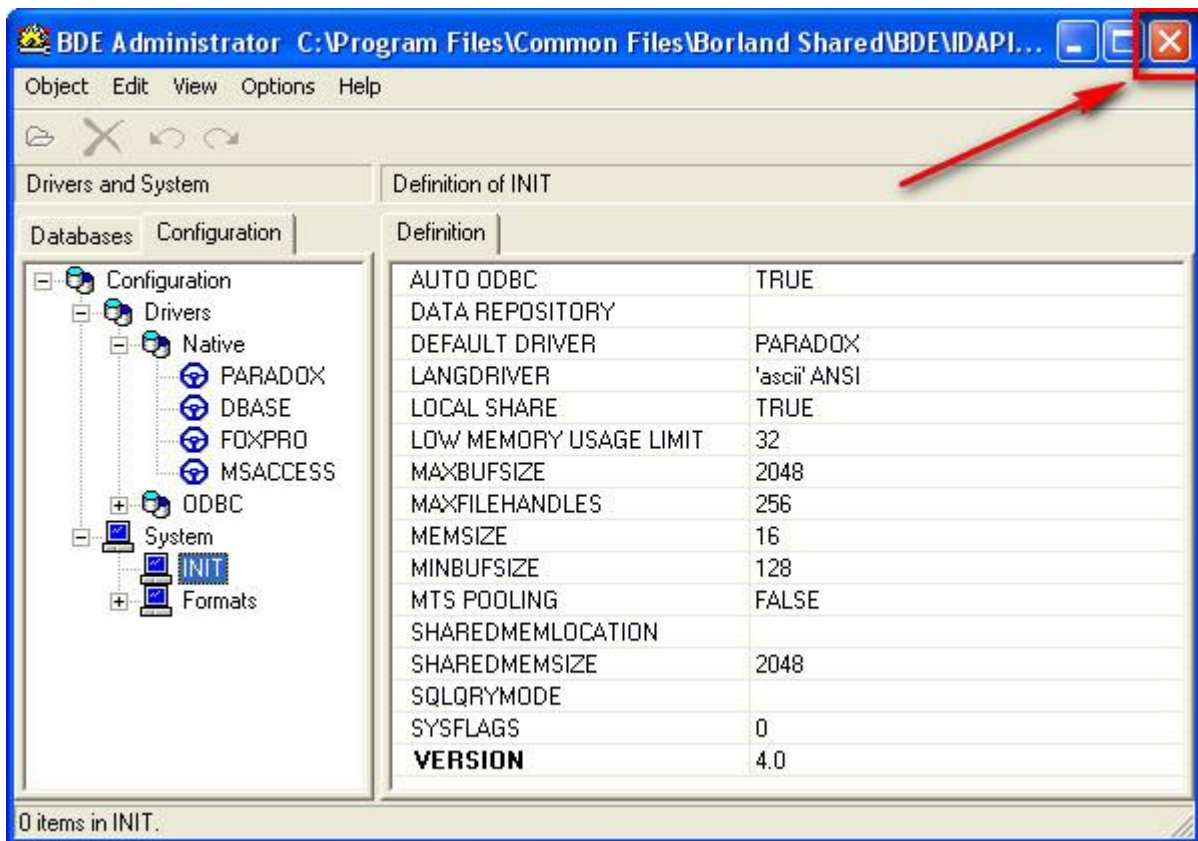 BDE Administrator C:\Program Files\Common Files\Borland Shared\BDE\IDAPI...
Object Edit View Options Help
Drivers and System
Definition of INIT
Databases Configuration
Definition
Configuration
Drivers
Native
PARADOX
DBASE
FOXPRO
MSACCESS
ODBC
System
INIT
Formats
AUTO ODBC TRUE
DATA REPOSITORY
DEFAULT DRIVER PARADOX
LANGDRIVER 'ascii' ANSI
LOCAL SHARE TRUE
LOW MEMORY USAGE LIMIT 32
MAXBUFSIZE 2048
MAXFILEHANDLES 256
MEMSIZE 16
MINBUFSIZE 128
MTS POOLING FALSE
SHAREDMEMLOCATION
SHAREDMEMSIZE 2048
SQLQRYMODE
SYSFLAGS 0
VERSION 4.0
0 items in INIT.